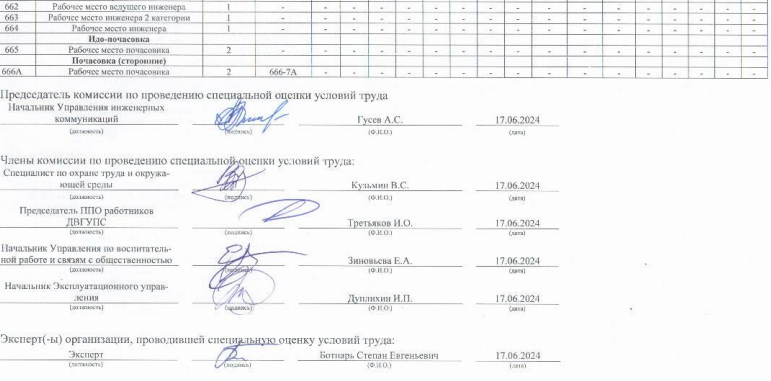 662 Рабочее место ведущего инженера 1 - - - - - - - - - - - - - - - - -
663 Рабочее место инженера 2 категории 1 - - - - - - - - - - - - - - - - -
664 Рабочее место инженера 1 - - - - - - - - - - - - - - - - -
Идо-почасовка
665 Рабочее место почасовика 2 - - - - - - - - - - - - - - - - -
Почасовка (сторонние)
666А Рабочее место почасовика 2 666-7А - - - - - - - - - - - - - - - -
Председатель комиссии по проведению специальной оценки условий труда
Начальник Управления инженерных
коммуникаций Гусев А.С. 17.06.2024
(должность) (подпись) (Ф.И.О.) (дата)
Члены комиссии по проведению специальной оценки условий труда:
Специалист по охране труда и окружа-
ющей среды Кузьмин В.С. 17.06.2024
(должность) (подпись) (Ф.И.О.) (дата)
Председатель ППО работников
ДВГУПС Третьяков И.О. 17.06.2024
(должность) (подпись) (Ф.И.О.) (дата)
Начальник Управления по воспитатель-
ной работе и связям с общественностью Зиновьева Е.А. 17.06.2024
(должность) (подпись) (Ф.И.О.) (дата)
Начальник Эксплуатационного управ-
ления Дуплихин И.П. 17.06.2024
(должность) (подпись) (Ф.И.О.) (дата)
Эксперт(-ы) организации, проводившей специальную оценку условий труда:
Эксперт Ботнарь Степан Евгеньевич 17.06.2024
(должность) (подпись) (Ф.И.О.) (дата)